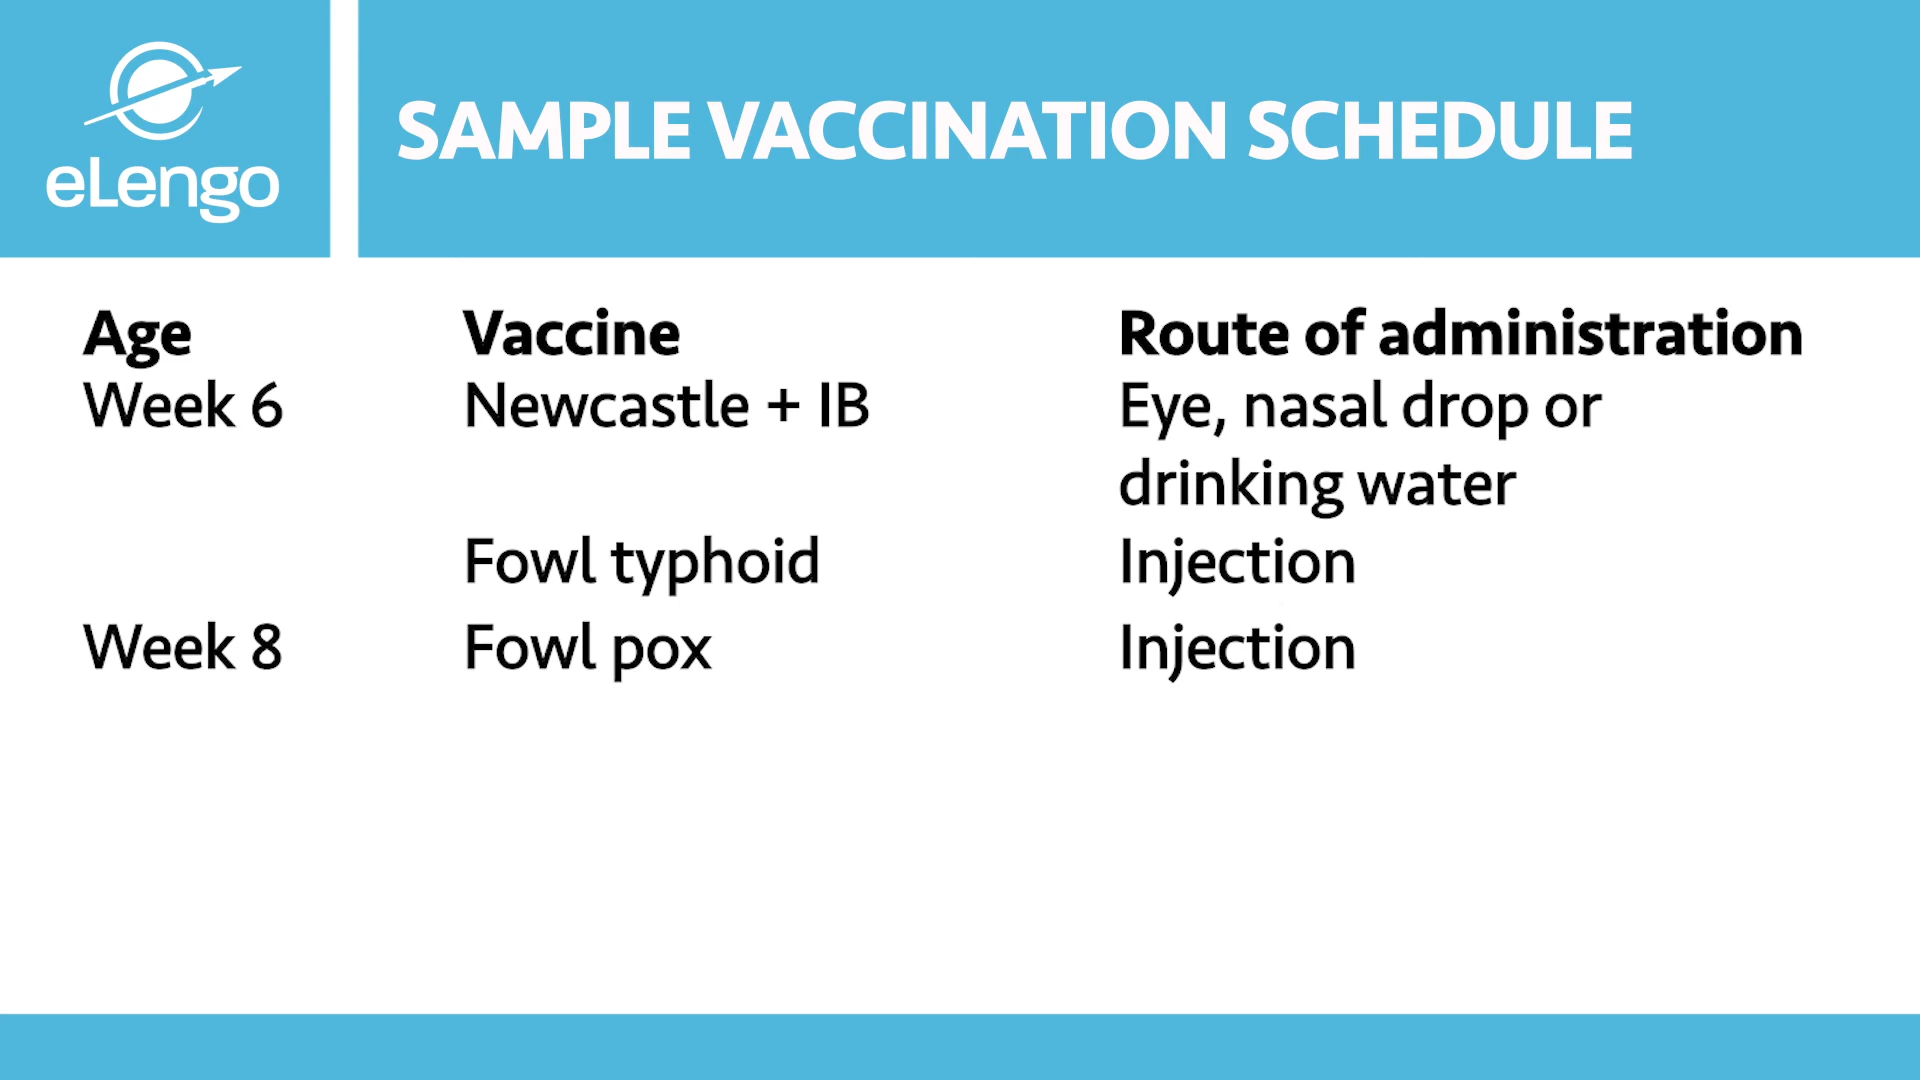 eLengo
SAMPLE VACCINATION SCHEDULE
Age Vaccine Route of administration
Week 6 Newcastle + IB Eye, nasal drop or
drinking water
Fowl typhoid Injection
Week 8 Fowl pox Injection